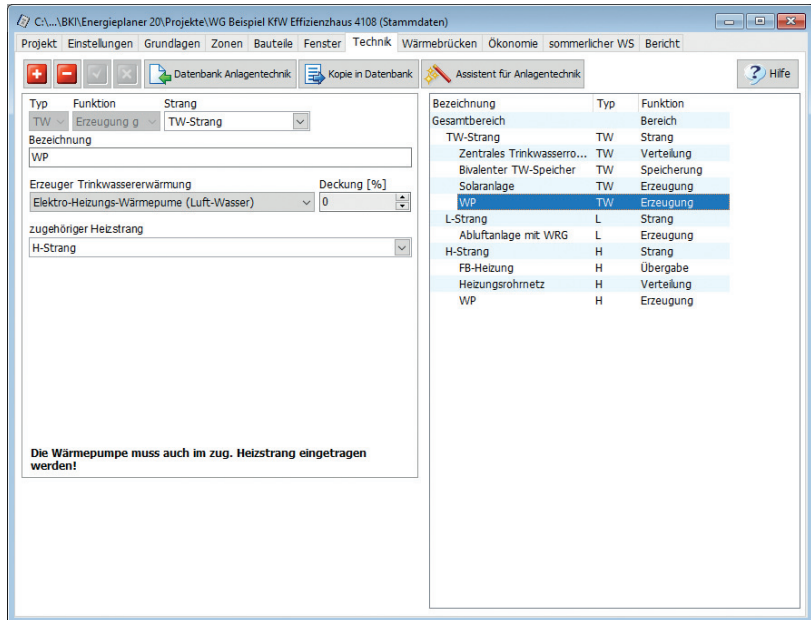 C:\...\BKI\Energieplaner 20\Projekte\WG Beispiel KfW Effizienzhaus 4108 (Stammdaten)
Projekt Einstellungen Grundlagen Zonen Bauteile Fenster Technik Wärmebrücken Ökonomie sommerlicher WS Bericht
Datenbank Anlagentechnik Kopie in Datenbank Assistent für Anlagentechnik Hilfe
Typ Funktion Strang
TW Erzeugung g TW-Strang
Bezeichnung
WP
Erzeuger Trinkwassererwärmung Deckung [%]
Elektro-Heizungs-Wärmepume (Luft-Wasser) 0
zugehöriger Heizstrang
H-Strang
Die Wärmepumpe muss auch im zug. Heizstrang eingetragen
werden!
Bezeichnung Typ Funktion
Gesamtbereich Bereich
TW-Strang TW Strang
Zentrales Trinkwasserro... TW Verteilung
Bivalenter TW-Speicher TW Speicherung
Solaranlage TW Erzeugung
WP TW Erzeugung
L-Strang L Strang
Abluftanlage mit WRG L Erzeugung
H-Strang H Strang
FB-Heizung H Übergabe
Heizungsrohrnetz H Verteilung
WP H Erzeugung